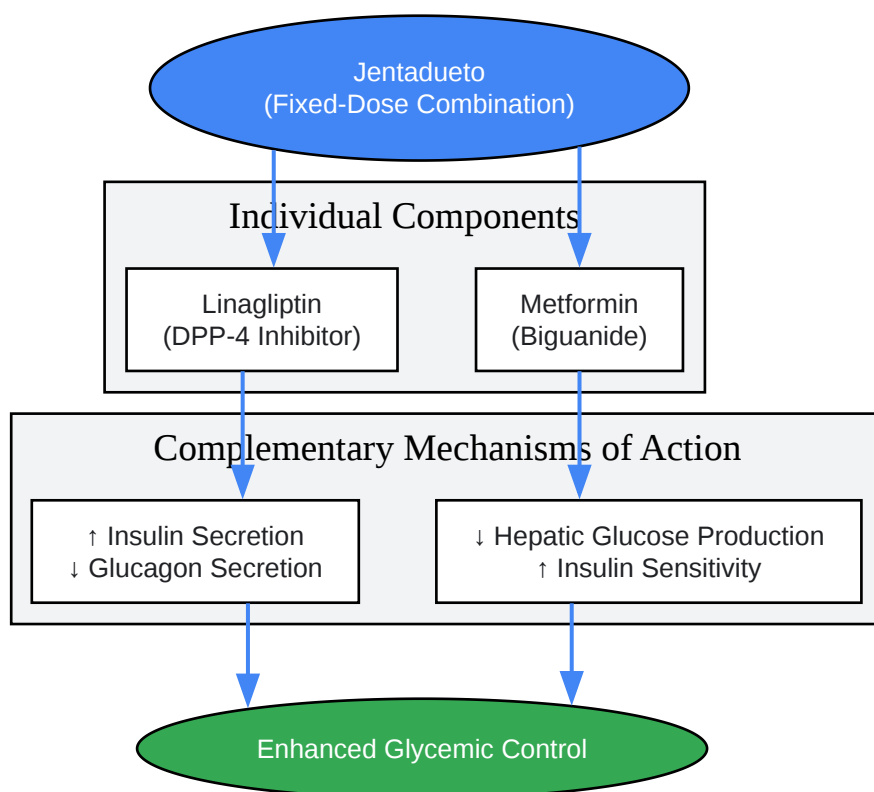 Jentadueto
(Fixed-Dose Combination)
Individual Components
Linagliptin
(DPP-4 Inhibitor)
Metformin
(Biguanide)
Complementary Mechanisms of Action
↑ Insulin Secretion
↓ Glucagon Secretion
↓ Hepatic Glucose Production
↑ Insulin Sensitivity
Enhanced Glycemic Control